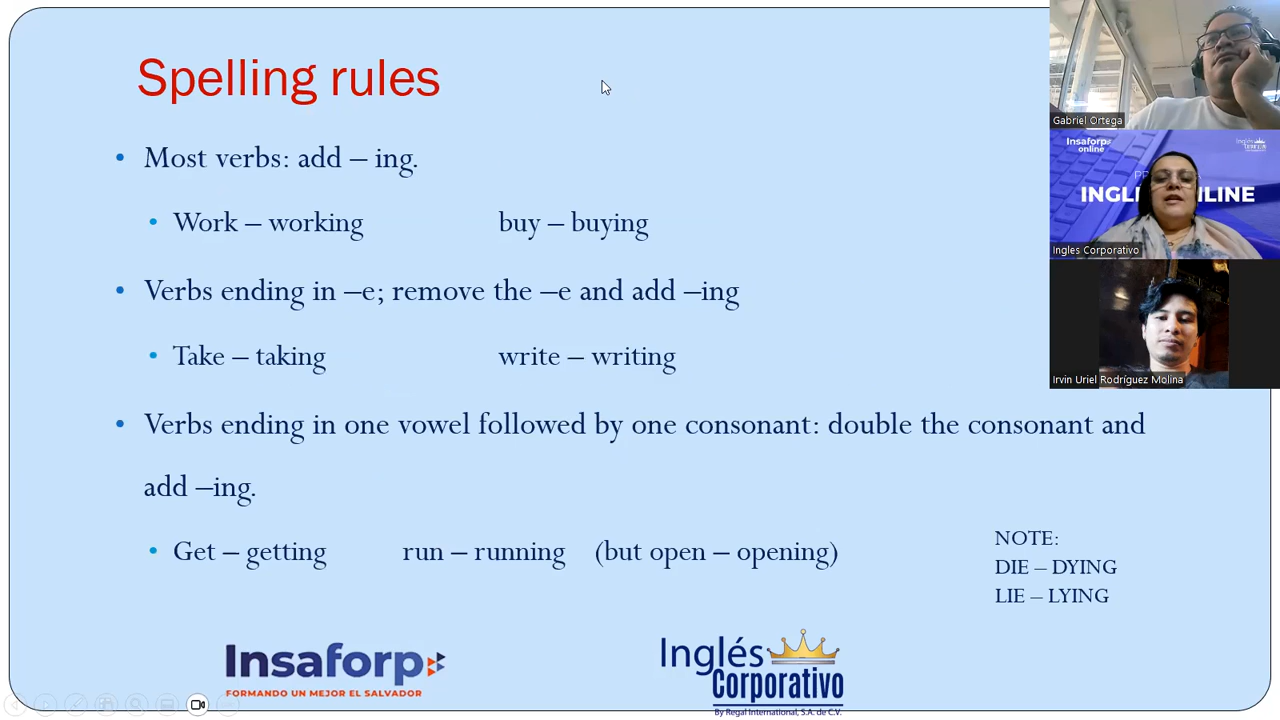 Spelling rules
• Most verbs: add – ing.
• Work – working buy – buying
• Verbs ending in –e; remove the –e and add –ing
• Take – taking write – writing
• Verbs ending in one vowel followed by one consonant: double the consonant and
add –ing.
• Get – getting run – running (but open – opening)
NOTE:
DIE – DYING
LIE – LYING
Insaforp
FORMANDO UN MEJOR EL SALVADOR
Inglés
Corporativo
By Regal International, S.A. de C.V.
Gabriel Ortega
Insaforp
online
Ingles Corporativo
Irvin Uriel Rodríguez Molina